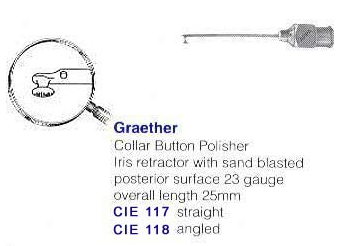 Graether
Collar Button Polisher
Iris retractor with sand blasted
posterior surface 23 gauge
overall length 25mm
CIE 117 straight
CIE 118 angled